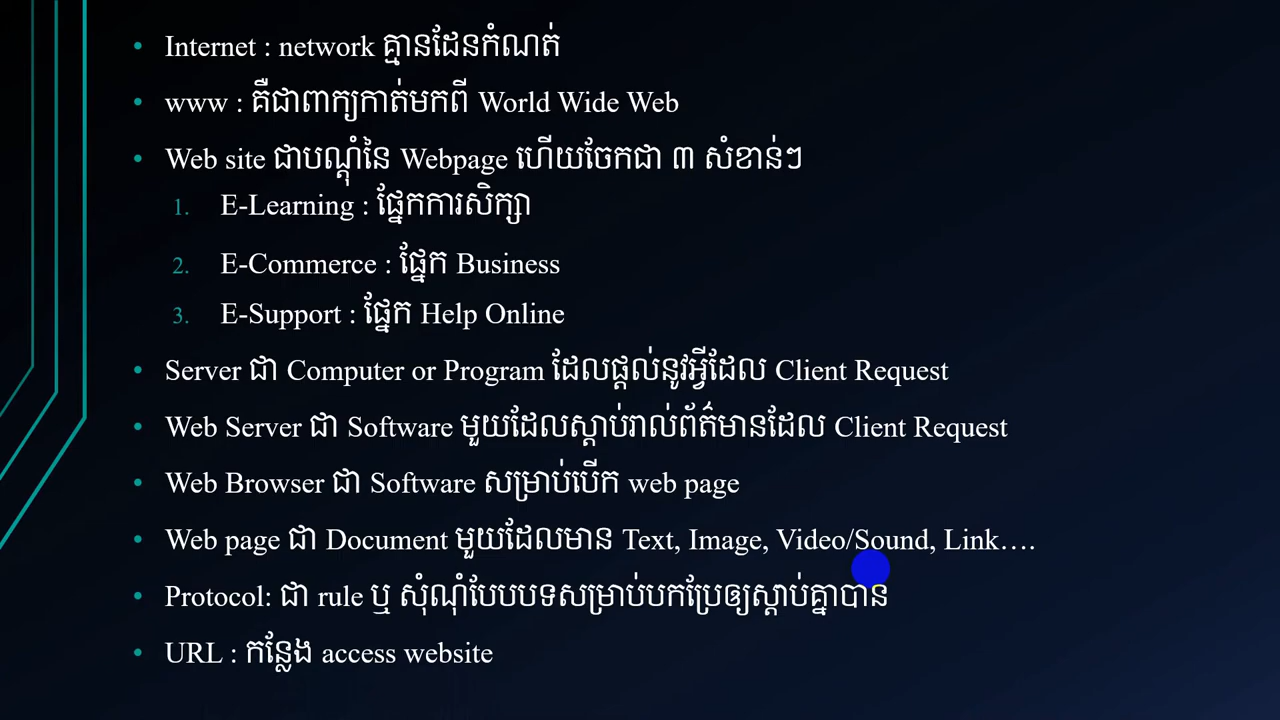 • Internet : network គ្មានដែនកំណត់
• www : គឺជាពាក្យកាត់មកពី World Wide Web
• Web site ជាបណ្តុំនៃ Webpage ហើយចែកជា ៣ សំខាន់ៗ
1. E-Learning : ផ្នែកការសិក្សា
2. E-Commerce : ផ្នែក Business
3. E-Support : ផ្នែក Help Online
• Server ជា Computer or Program ដែលផ្តល់នូវអ្វីដែល Client Request
• Web Server ជា Software មួយដែលស្តាប់រាល់ព័ត៌មានដែល Client Request
• Web Browser ជា Software សម្រាប់បើក web page
• Web page ជា Document មួយដែលមាន Text, Image, Video/Sound, Link….
• Protocol: ជា rule ឬ សុំណុំបែបបទសម្រាប់បកប្រែឲ្យស្តាប់គ្នាបាន
• URL : កន្លែង access website